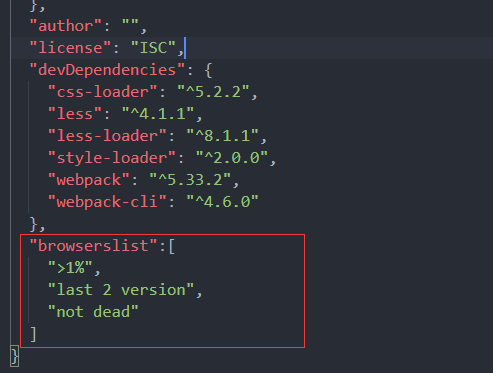 },
"author": "",
"license": "ISC",
"devDependencies": {
"css-loader": "^5.2.2",
"less": "^4.1.1",
"less-loader": "^8.1.1",
"style-loader": "^2.0.0",
"webpack": "^5.33.2",
"webpack-cli": "^4.6.0"
},
"browserslist":[
">1%",
"last 2 version",
"not dead"
]
}